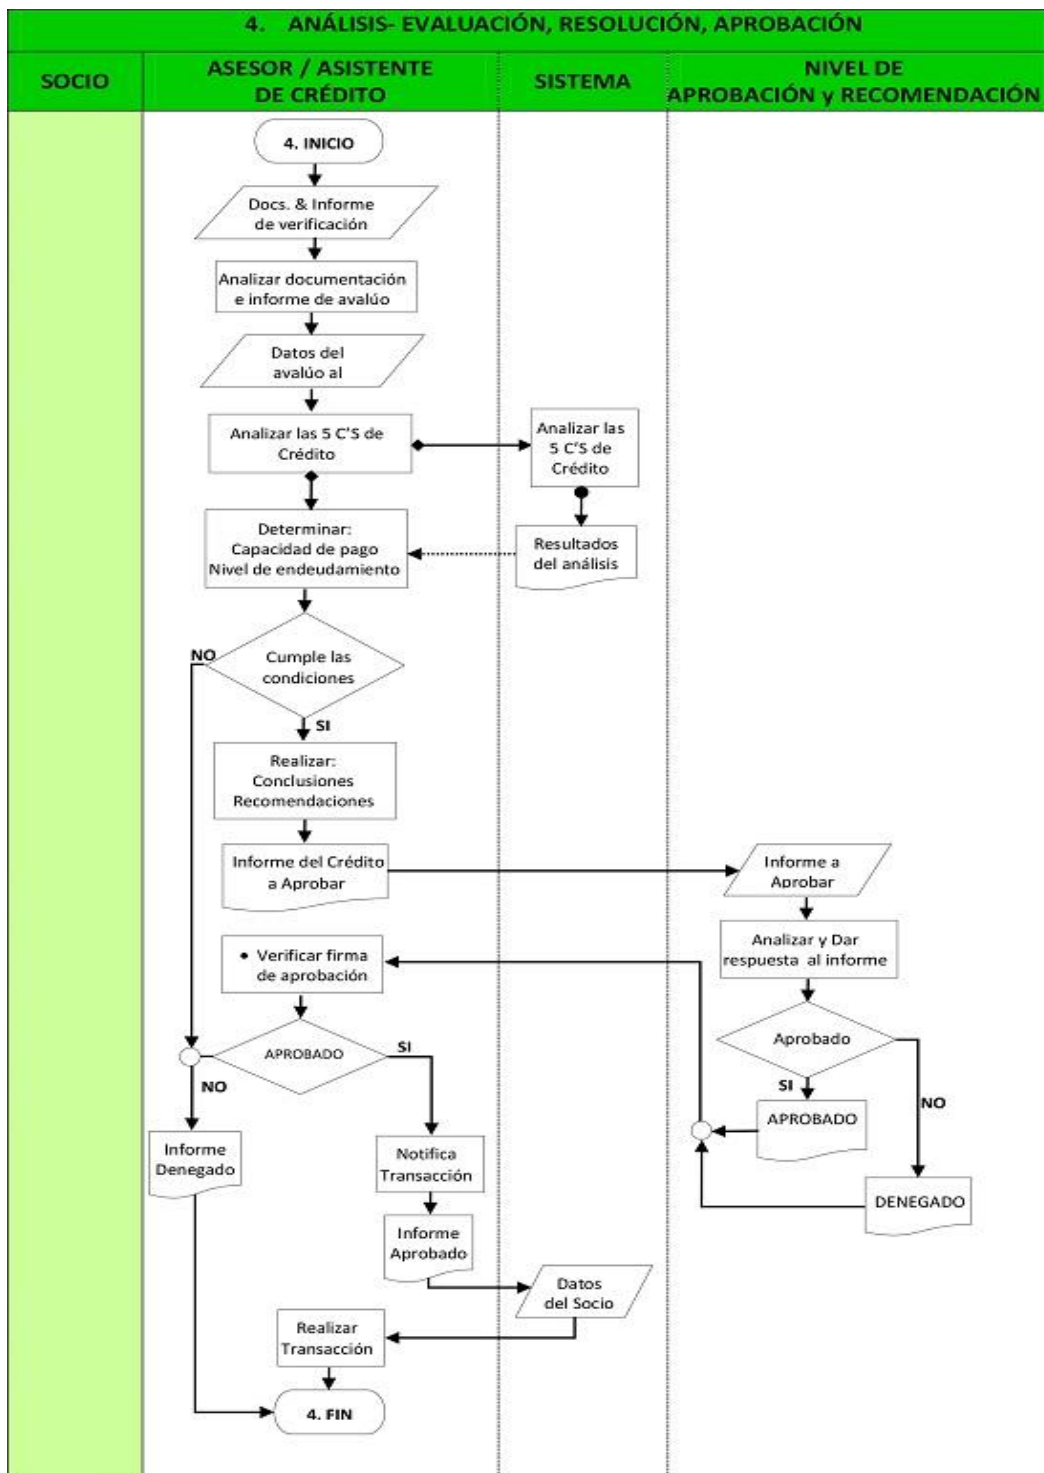 4. ANÁLISIS- EVALUACIÓN, RESOLUCIÓN, APROBACIÓN
SOCIO
ASESOR / ASISTENTE
DE CRÉDITO
SISTEMA
NIVEL DE
APROBACIÓN y RECOMENDACIÓN
4. INICIO
Docs. & Informe
de verificación
Analizar documentación
e informe de avalúo
Datos del
avalúo al
Analizar las 5 C'S de
Crédito
Analizar las
5 C'S de
Crédito
Determinar:
Capacidad de pago
Nivel de endeudamiento
Resultados
del análisis
NO
Cumple las
condiciones
SI
Realizar:
Conclusiones
Recomendaciones
Informe del Crédito
a Aprobar
Informe a
Aprobar
Analizar y Dar
respuesta al informe
• Verificar firma
de aprobación
Aprobado
SI
NO
APROBADO
DENEGADO
APROBADO
SI
NO
Informe
Denegado
Notifica
Transacción
Informe
Aprobado
Datos
del Socio
Realizar
Transacción
4. FIN